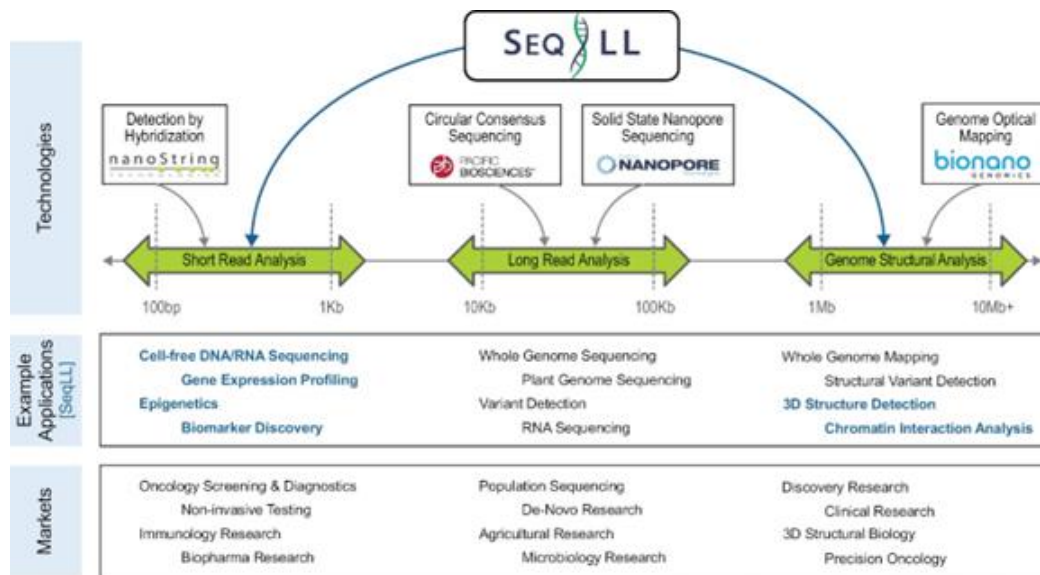 SEQ LL
Technologies
Detection by
Hybridization
nanoString
Circular Consensus
Sequencing
PACIFIC
BIOSCIENCES
Solid State Nanopore
Sequencing
NANOPORE
Genome Optical
Mapping
bionano
GENOMICS
Short Read Analysis
Long Read Analysis
Genome Structural Analysis
100bp
1Kb
10Kb
100Kb
1Mb
10Mb+
Example
Applications
[SeqLL]
Cell-free DNA/RNA Sequencing
Gene Expression Profiling
Epigenetics
Biomarker Discovery
Whole Genome Sequencing
Plant Genome Sequencing
Variant Detection
RNA Sequencing
Whole Genome Mapping
Structural Variant Detection
3D Structure Detection
Chromatin Interaction Analysis
Markets
Oncology Screening & Diagnostics
Non-invasive Testing
Immunology Research
Biopharma Research
Population Sequencing
De-Novo Research
Agricultural Research
Microbiology Research
Discovery Research
Clinical Research
3D Structural Biology
Precision Oncology